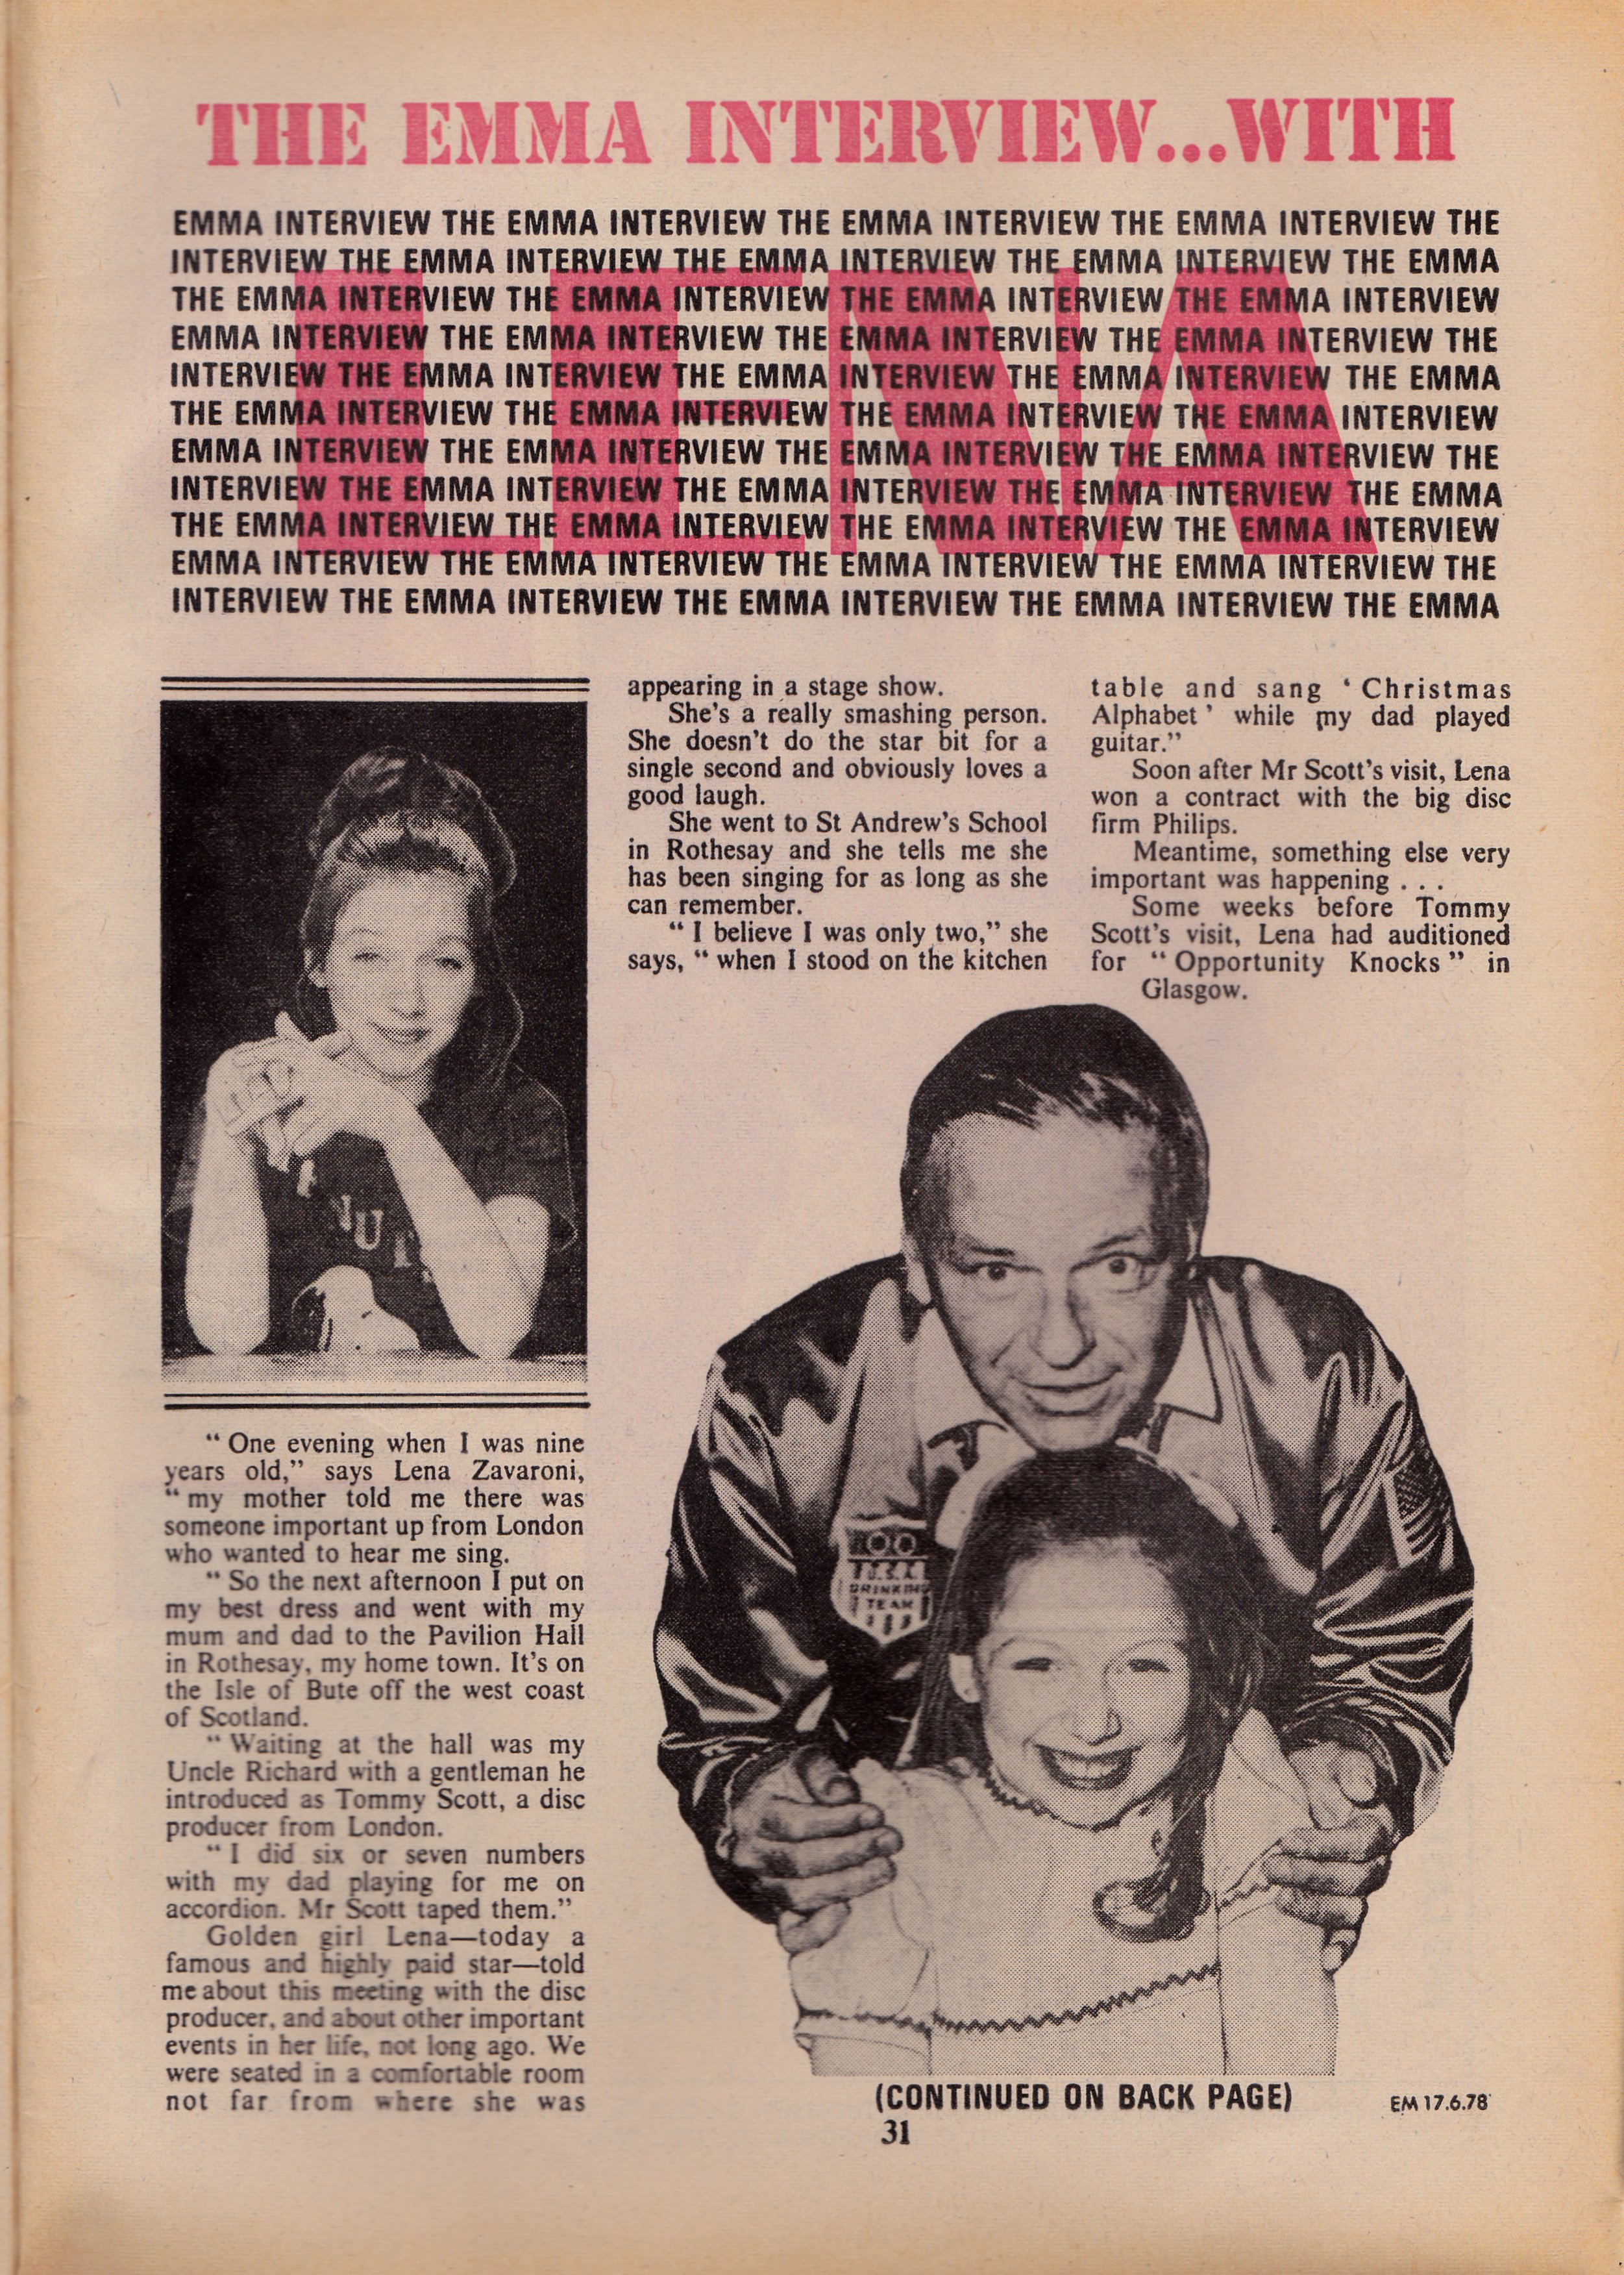 THE EMMA INTERVIEW...WITH
LENA
EMMA INTERVIEW THE EMMA INTERVIEW THE EMMA INTERVIEW THE EMMA INTERVIEW THE
INTERVIEW THE EMMA INTERVIEW THE EMMA INTERVIEW THE EMMA INTERVIEW THE EMMA
THE EMMA INTERVIEW THE EMMA INTERVIEW THE EMMA INTERVIEW THE EMMA INTERVIEW
EMMA INTERVIEW THE EMMA INTERVIEW THE EMMA INTERVIEW THE EMMA INTERVIEW THE
INTERVIEW THE EMMA INTERVIEW THE EMMA INTERVIEW THE EMMA INTERVIEW THE EMMA
THE EMMA INTERVIEW THE EMMA INTERVIEW THE EMMA INTERVIEW THE EMMA INTERVIEW
EMMA INTERVIEW THE EMMA INTERVIEW THE EMMA INTERVIEW THE EMMA INTERVIEW THE
INTERVIEW THE EMMA INTERVIEW THE EMMA INTERVIEW THE EMMA INTERVIEW THE EMMA
THE EMMA INTERVIEW THE EMMA INTERVIEW THE EMMA INTERVIEW THE EMMA INTERVIEW
EMMA INTERVIEW THE EMMA INTERVIEW THE EMMA INTERVIEW THE EMMA INTERVIEW THE
INTERVIEW THE EMMA INTERVIEW THE EMMA INTERVIEW THE EMMA INTERVIEW THE EMMA
“ One evening when I was nine
years old,” says Lena Zavaroni,
“ my mother told me there was
someone important up from London
who wanted to hear me sing.
“ So the next afternoon I put on
my best dress and went with my
mum and dad to the Pavilion Hall
in Rothesay, my home town. It’s on
the Isle of Bute off the west coast
of Scotland.
“ Waiting at the hall was my
Uncle Richard with a gentleman he
introduced as Tommy Scott, a disc
producer from London.
“ I did six or seven numbers
with my dad playing for me on
accordion. Mr Scott taped them.”
Golden girl Lena—today a
famous and highly paid star—told
me about this meeting with the disc
producer, and about other important
events in her life, not long ago. We
were seated in a comfortable room
not far from where she was
appearing in a stage show.
She’s a really smashing person.
She doesn’t do the star bit for a
single second and obviously loves a
good laugh.
She went to St Andrew’s School
in Rothesay and she tells me she
has been singing for as long as she
can remember.
“ I believe I was only two,” she
says, “ when I stood on the kitchen
table and sang ‘ Christmas
Alphabet ’ while my dad played
guitar.”
Soon after Mr Scott’s visit, Lena
won a contract with the big disc
firm Philips.
Meantime, something else very
important was happening . . .
Some weeks before Tommy
Scott’s visit, Lena had auditioned
for “ Opportunity Knocks ” in
Glasgow.
U.S.A.
DRINKING
TEAM
(CONTINUED ON BACK PAGE)
EM 17.6.78
31